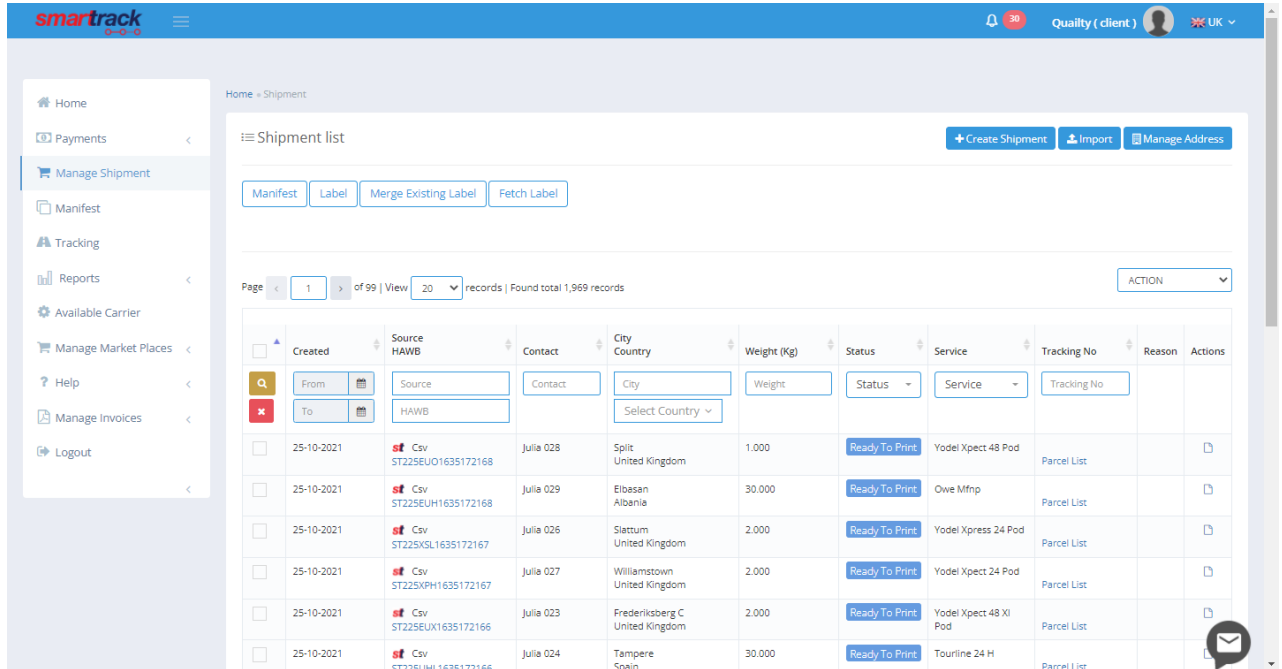 smartrack
30
Quailty ( client )
UK
Home
Payments
Manage Shipment
Manifest
Tracking
Reports
Available Carrier
Manage Market Places
Help
Manage Invoices
Logout
Home » Shipment
Shipment list
Create Shipment
Import
Manage Address
Manifest
Label
Merge Existing Label
Fetch Label
Page 1 of 99 | View 20 records | Found total 1,969 records
ACTION
Created
Source
HAWB
Contact
City
Country
Weight (Kg)
Status
Service
Tracking No
Reason
Actions
From
Source
Contact
City
Weight
Status
Service
Tracking No
To
HAWB
Select Country
25-10-2021
st Csv
ST225EUO1635172168
Julia 028
Split
United Kingdom
1.000
Ready To Print
Yodel Xpect 48 Pod
Parcel List
25-10-2021
st Csv
ST225EUH1635172168
Julia 029
Elbasan
Albania
30.000
Ready To Print
Owe Mfnp
Parcel List
25-10-2021
st Csv
ST225XSL1635172167
Julia 026
Slattum
United Kingdom
2.000
Ready To Print
Yodel Xpress 24 Pod
Parcel List
25-10-2021
st Csv
ST225XPH1635172167
Julia 027
Williamstown
United Kingdom
2.000
Ready To Print
Yodel Xpect 24 Pod
Parcel List
25-10-2021
st Csv
ST225EUX1635172166
Julia 023
Frederiksberg C
United Kingdom
2.000
Ready To Print
Yodel Xpect 48 Xl
Pod
Parcel List
25-10-2021
st Csv
ST225UHL1635172166
Julia 024
Tampere
Spain
30.000
Ready To Print
Tourline 24 H
Parcel List